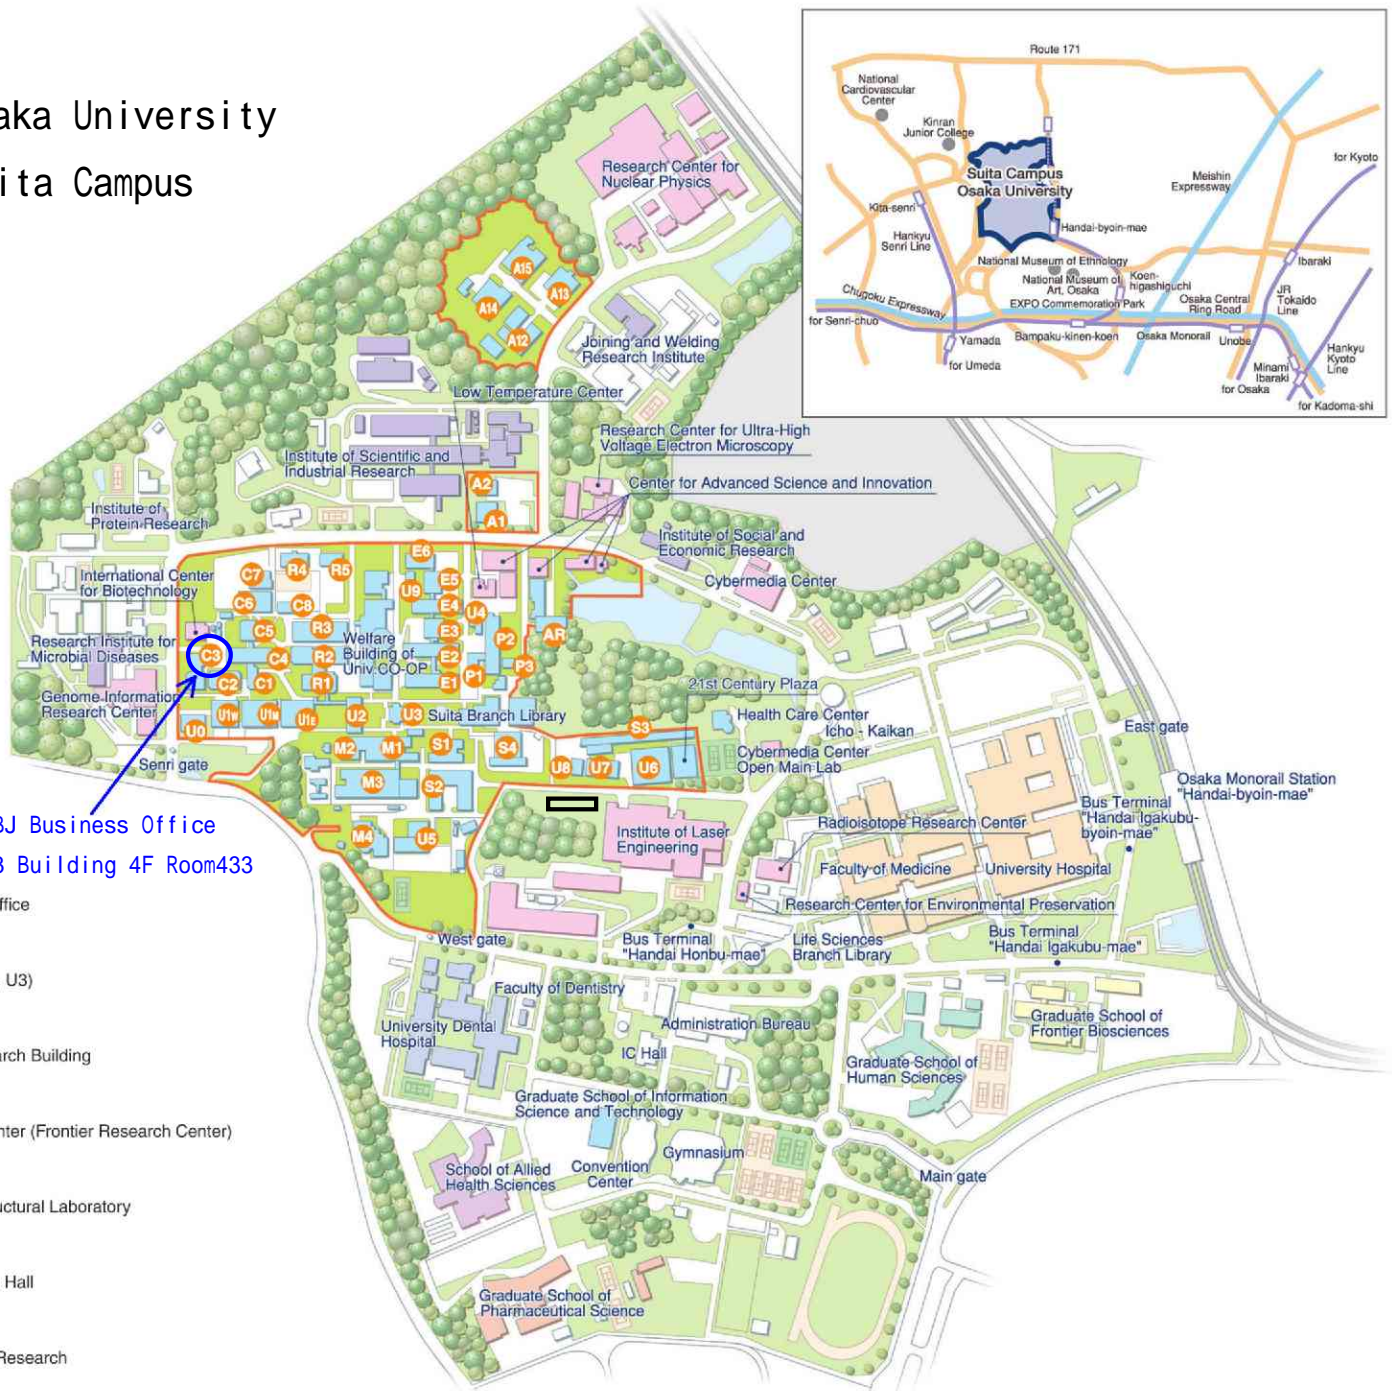 aka University
ita Campus
Route 171
National
Cardiovascular
Center
Kinran
Junior College
Suita Campus
Osaka University
Meishin
Expressway
for Kyoto
Kita-senri
Hankyu
Senri Line
Handai-byoin-mae
National Museum of Ethnology
National Museum of
Art, Osaka
Koen-
higashiguchi
Ibaraki
Chugoku Expressway
EXPO Commemoration Park
Osaka Central
Ring Road
JR
Tokaido
Line
for Senri-chuo
Yamada
Bampaku-kinen-koen
Osaka Monorail
Unobe
Hankyu
Kyoto
Line
Minami
Ibaraki
for Umeda
for Osaka
for Kadoma-shi
Research Center for
Nuclear Physics
A15
A14
A13
A12
Joining and Welding
Research Institute
Low Temperature Center
Research Center for Ultra-High
Voltage Electron Microscopy
Institute of Scientific and
Industrial Research
Center for Advanced Science and Innovation
A2
A1
Institute of
Protein Research
Institute of Social and
Economic Research
Cybermedia Center
International Center
for Biotechnology
C7
R4
R5
E6
U9
E5
C6
C8
E4
U4
Research Institute for
Microbial Diseases
C5
R3
Welfare
Building of
Univ.CO-OP
E3
P2
AR
C3
C4
R2
E2
P3
C2
C1
R1
E1
P1
21st Century Plaza
Genome Information
Research Center
U1W
U1M
U1E
U2
U3
Suita Branch Library
Health Care Center
Icho - Kaikan
East gate
U0
S3
Senri gate
M2
M1
S1
S4
Cybermedia Center
Open Main Lab
U8
U7
U6
M3
S2
Osaka Monorail Station
"Handai-byoin-mae"
Bus Terminal
"Handai Igakubu-
byoin-mae"
BJ Business Office
3 Building 4F Room433
M4
U5
Institute of Laser
Engineering
Radioisotope Research Center
Faculty of Medicine
University Hospital
ffice
Research Center for Environmental Preservation
West gate
Bus Terminal
"Handai Honbu-mae"
Life Sciences
Branch Library
Bus Terminal
"Handai Igakubu-mae"
U3)
Faculty of Dentistry
University Dental
Hospital
Administration Bureau
Graduate School of
Frontier Biosciences
arch Building
IC Hall
Graduate School of
Human Sciences
Graduate School of Information
Science and Technology
nter (Frontier Research Center)
School of Allied
Health Sciences
Convention
Center
Gymnasium
Main gate
uctural Laboratory
Hall
Graduate School of
Pharmaceutical Science
Research